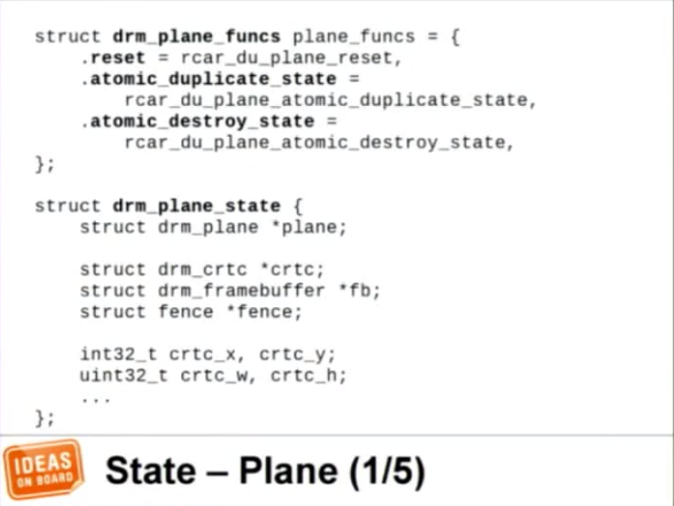 struct drm_plane_funcs plane_funcs = {
.reset = rcar_du_plane_reset,
.atomic_duplicate_state =
rcar_du_plane_atomic_duplicate_state,
.atomic_destroy_state =
rcar_du_plane_atomic_destroy_state,
};
struct drm_plane_state {
struct drm_plane *plane;
struct drm_crtc *crtc;
struct drm_framebuffer *fb;
struct fence *fence;
int32_t crtc_x, crtc_y;
uint32_t crtc_w, crtc_h;
...
};
IDEAS
ON BOARD
State – Plane (1/5)